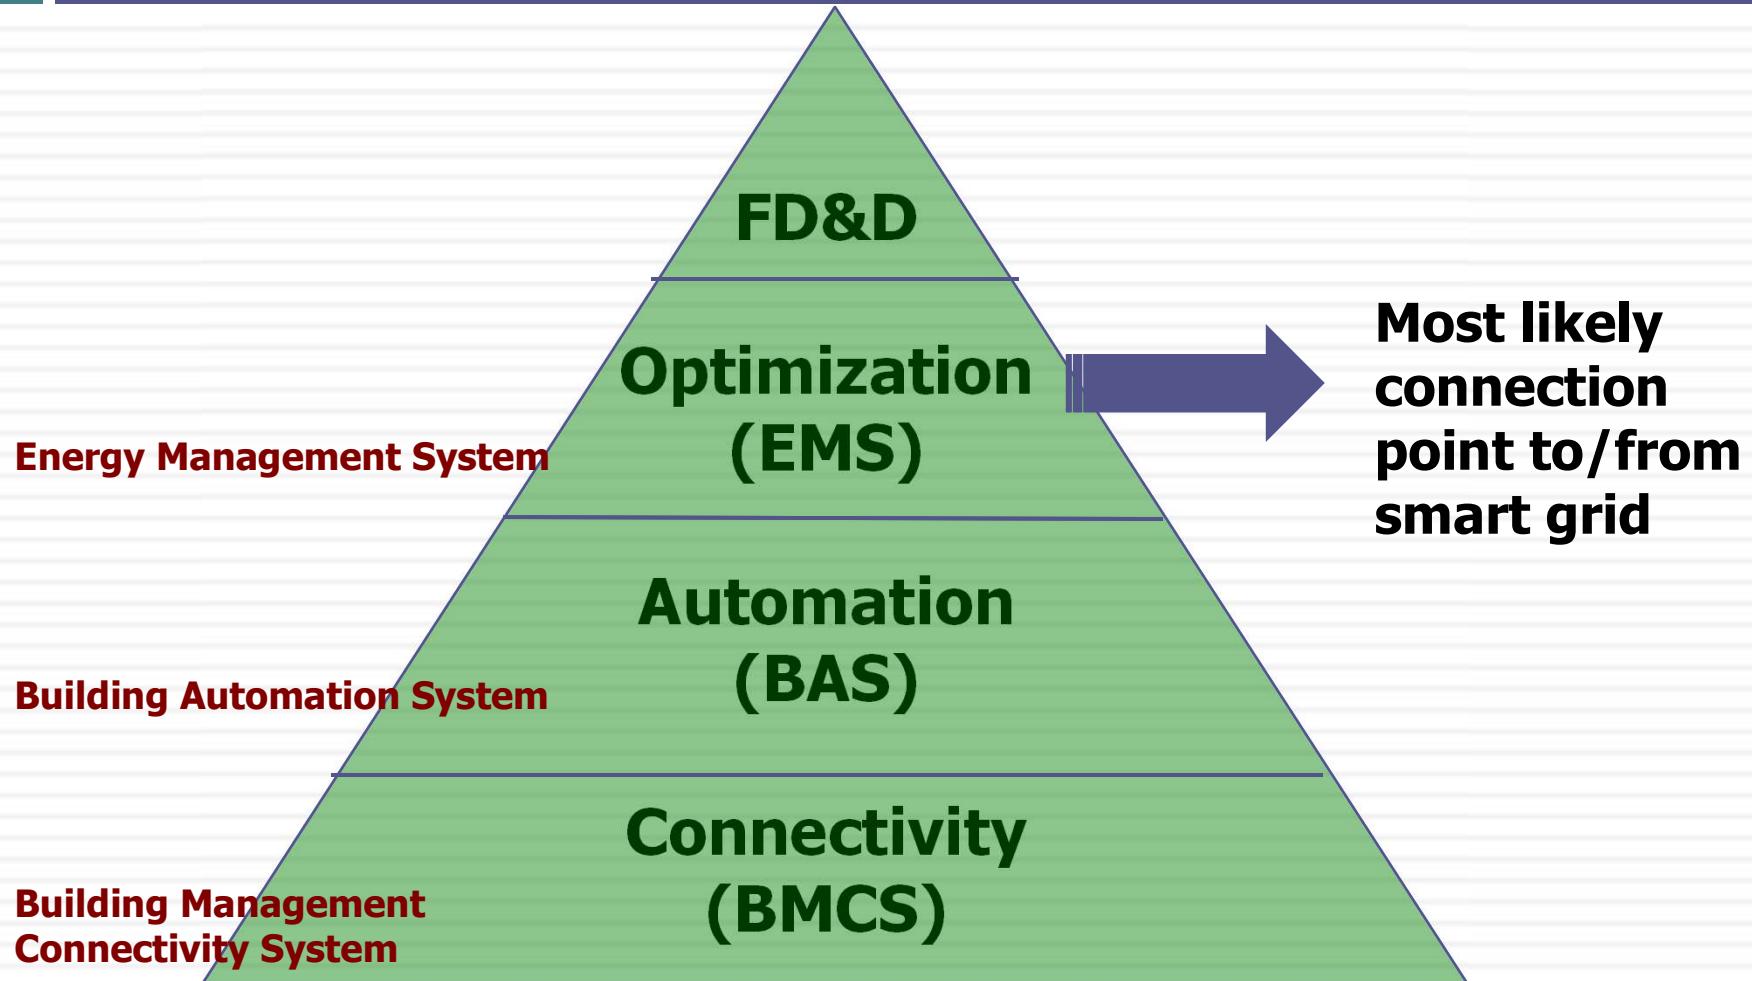 FD&D
Optimization
(EMS)
Most likely
connection
point to/from
smart grid
Energy Management System
Automation
(BAS)
Building Automation System
Connectivity
(BMCS)
Building Management
Connectivity System